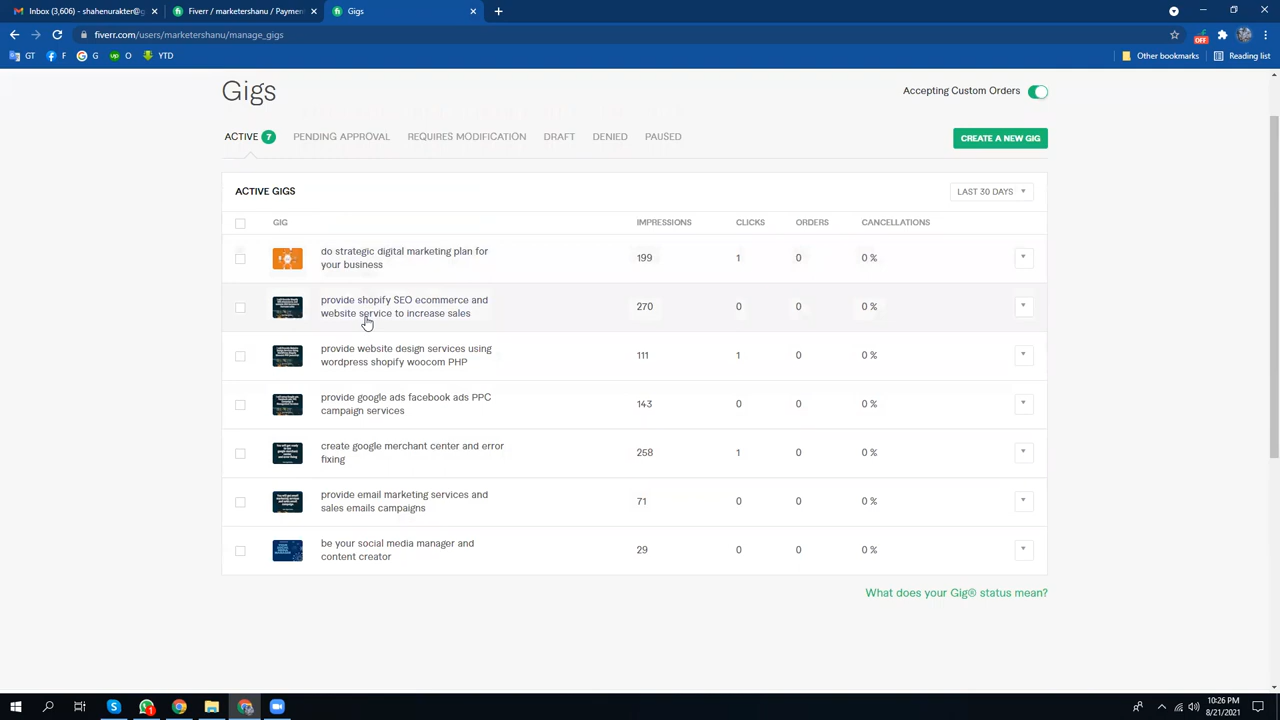 Inbox (3,606) - shahenurakter@g
Fiverr / marketershanu / Paymen
Gigs
fiverr.com/users/marketershanu/manage_gigs
OFF
GT
F
G
O
YTD
Other bookmarks
Reading list
Gigs
Accepting Custom Orders
ACTIVE 7
PENDING APPROVAL
REQUIRES MODIFICATION
DRAFT
DENIED
PAUSED
CREATE A NEW GIG
ACTIVE GIGS
LAST 30 DAYS
GIG
IMPRESSIONS
CLICKS
ORDERS
CANCELLATIONS
do strategic digital marketing plan for
your business
199
1
0
0 %
provide shopify SEO ecommerce and
website service to increase sales
270
0
0
0 %
provide website design services using
wordpress shopify woocom PHP
111
1
0
0 %
provide google ads facebook ads PPC
campaign services
143
0
0
0 %
create google merchant center and error
fixing
258
1
0
0 %
provide email marketing services and
sales emails campaigns
71
0
0
0 %
be your social media manager and
content creator
29
0
0
0 %
What does your Gig® status mean?
10:26 PM
8/21/2021